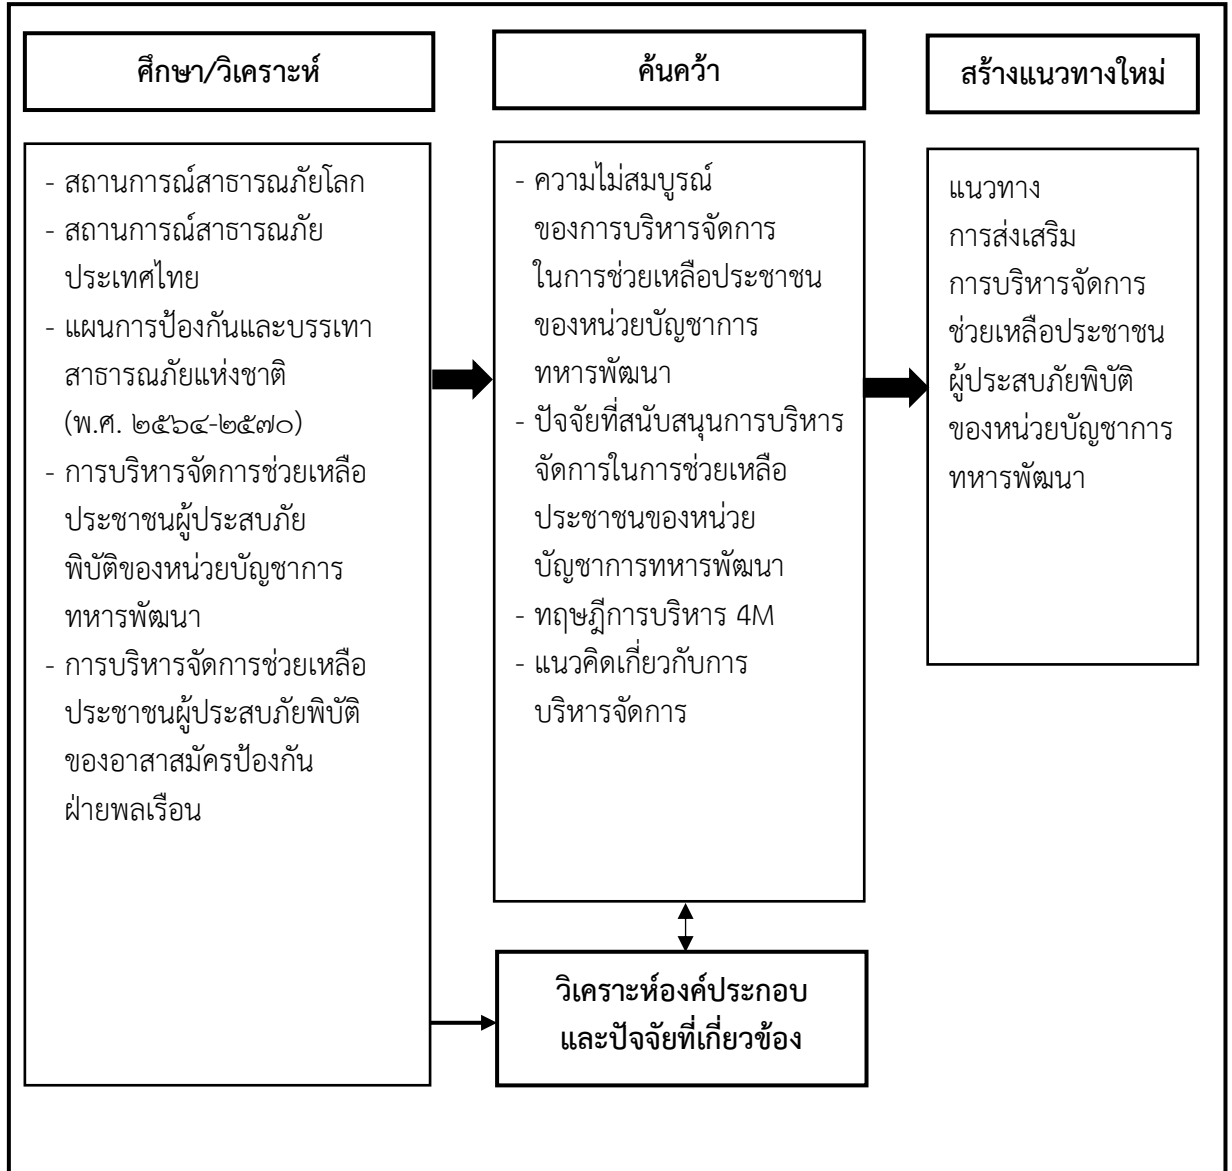 ศึกษา/วิเคราะห์
ค้นคว้า
สร้างแนวทางใหม่
- สถานการณ์สาธารณภัยโลก
- สถานการณ์สาธารณภัย
ประเทศไทย
- แผนการป้องกันและบรรเทา
สาธารณภัยแห่งชาติ
(พ.ศ. ๒๕๖๔-๒๕๗๐)
- การบริหารจัดการช่วยเหลือ
ประชาชนผู้ประสบภัย
พิบัติของหน่วยบัญชาการ
ทหารพัฒนา
- การบริหารจัดการช่วยเหลือ
ประชาชนผู้ประสบภัยพิบัติ
ของอาสาสมัครป้องกัน
ฝ่ายพลเรือน
- ความไม่สมบูรณ์
ของการบริหารจัดการ
ในการช่วยเหลือประชาชน
ของหน่วยบัญชาการ
ทหารพัฒนา
- ปัจจัยที่สนับสนุนการบริหาร
จัดการในการช่วยเหลือ
ประชาชนของหน่วย
บัญชาการทหารพัฒนา
- ทฤษฎีการบริหาร 4M
- แนวคิดเกี่ยวกับการ
บริหารจัดการ
แนวทาง
การส่งเสริม
การบริหารจัดการ
ช่วยเหลือประชาชน
ผู้ประสบภัยพิบัติ
ของหน่วยบัญชาการ
ทหารพัฒนา
วิเคราะห์องค์ประกอบ
และปัจจัยที่เกี่ยวข้อง